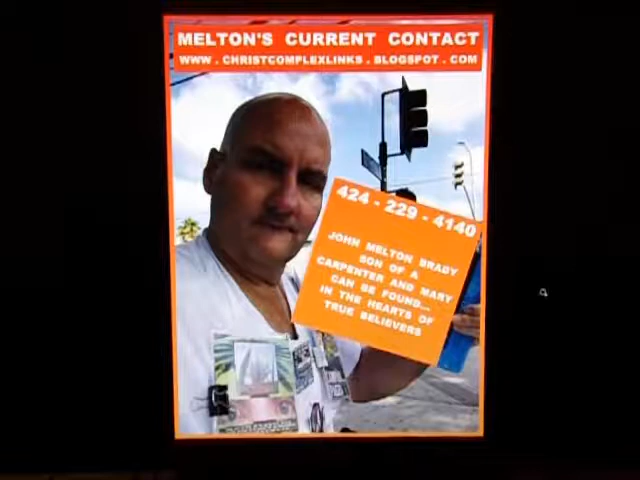 MELTON'S CURRENT CONTACT
WWW . CHRISTCOMPLEXLINKS . BLOGSPOT . COM
424 - 229 - 4140
JOHN MELTON BRADY
SON OF A
CARPENTER AND MARY
CAN BE FOUND...
IN THE HEARTS OF
TRUE BELIEVERS